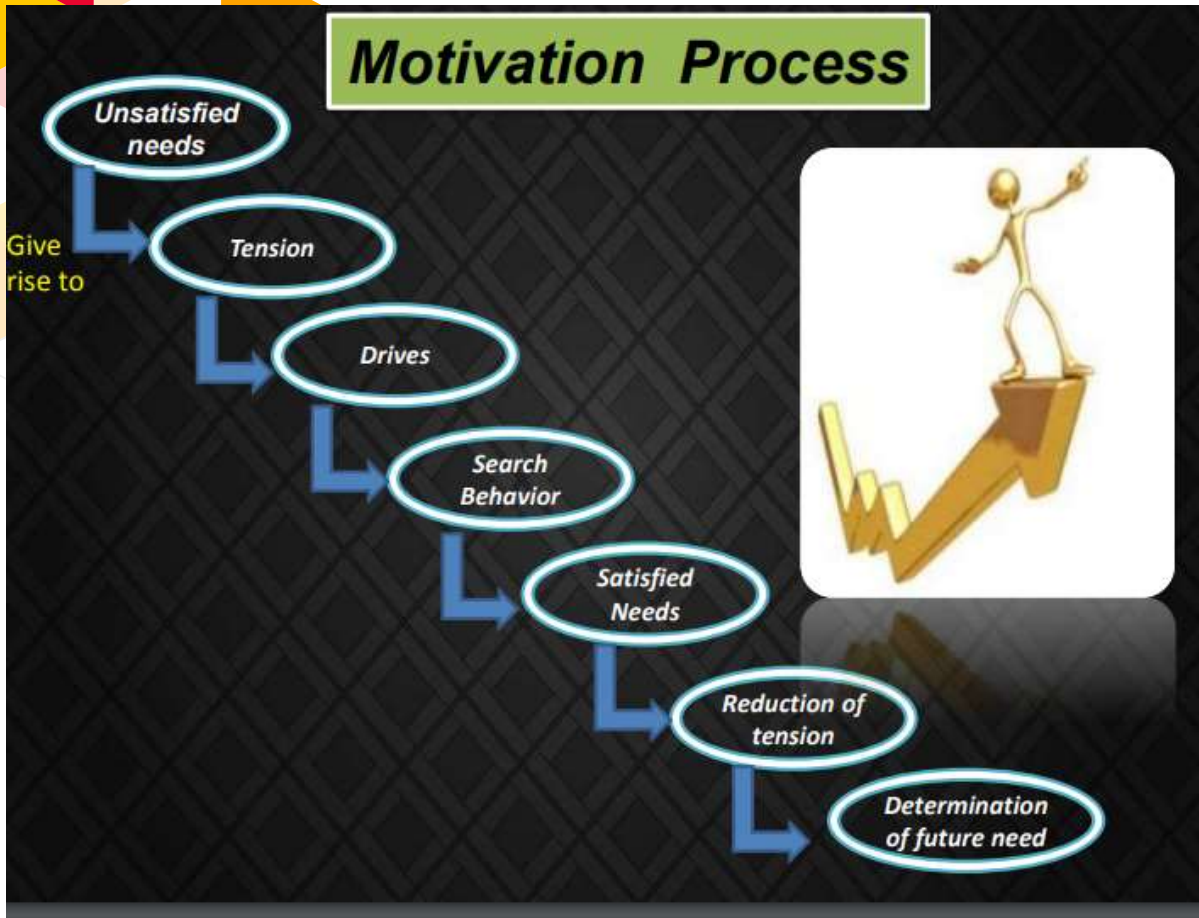 Motivation Process
Unsatisfied
needs
Give
rise to
Tension
Drives
Search
Behavior
Satisfied
Needs
Reduction of
tension
Determination
of future need